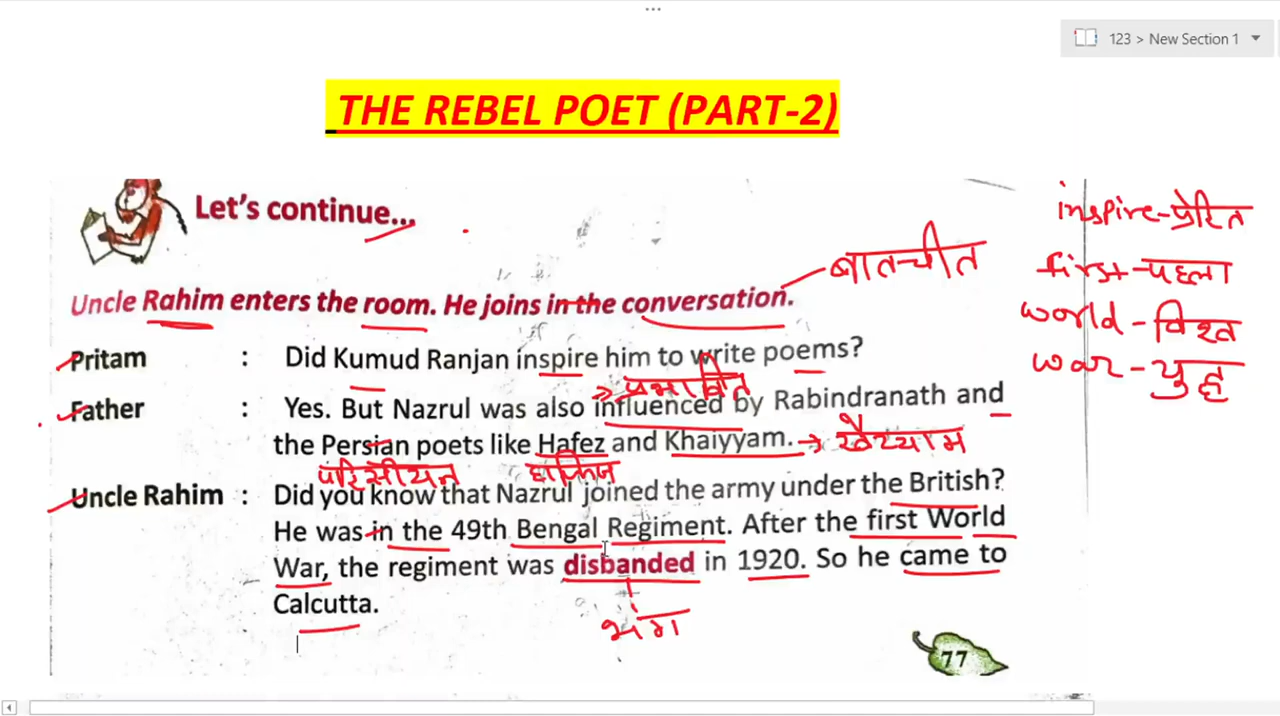 123 > New Section 1
THE REBEL POET (PART-2)
Let's continue...
inspire-प्रेरित
first-पहला
world-विश्व
war-युद्ध
बातचीत
Uncle Rahim enters the room. He joins in the conversation.
Pritam : Did Kumud Ranjan inspire him to write poems?
प्रभावित
Father : Yes. But Nazrul was also influenced by Rabindranath and
the Persian poets like Hafez and Khaiyyam. → खैय्याम
परिसीयन हाफिज
Uncle Rahim : Did you know that Nazrul joined the army under the British?
He was in the 49th Bengal Regiment. After the first World
War, the regiment was disbanded in 1920. So he came to
Calcutta.
भंग
77